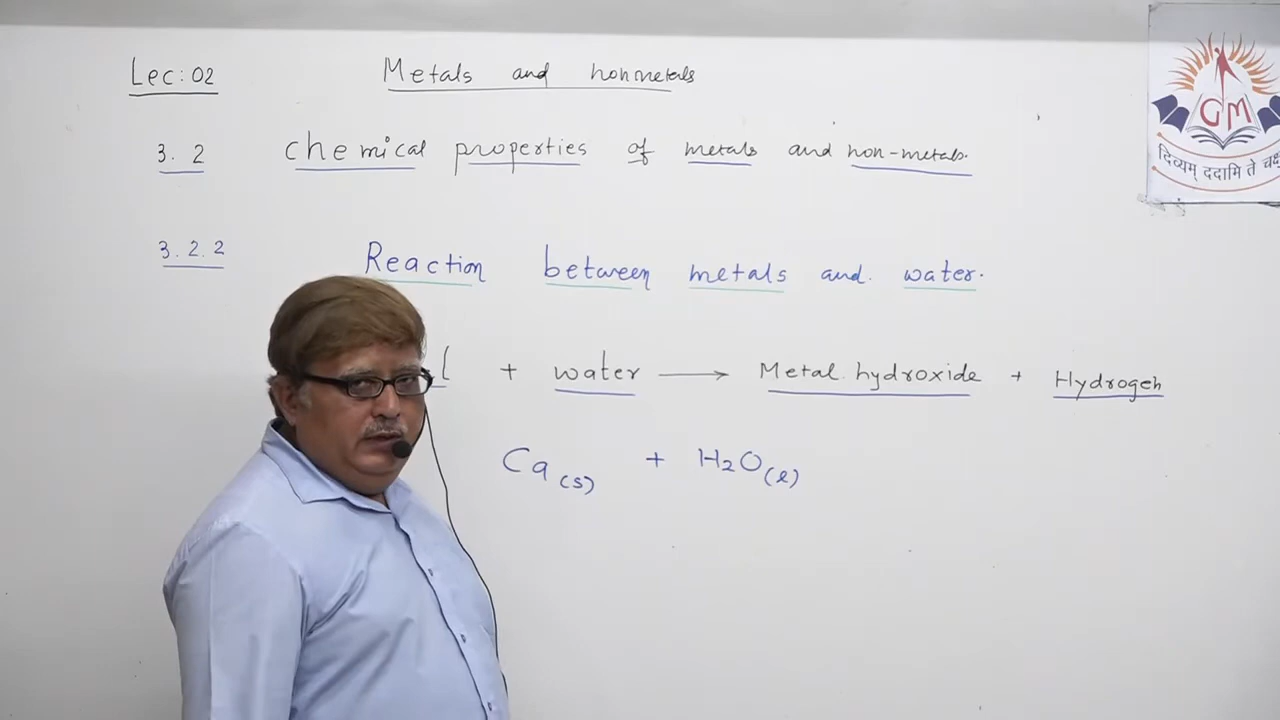 Lec: 02 Metals and nonmetals
3. 2 chemical properties of metals and non-metals.
3. 2. 2 Reaction between metals and. water.
l + water ⟶ Metal hydroxide + Hydrogen
Ca(s) + H₂O(l)
GM
दिव्यम् ददामि ते